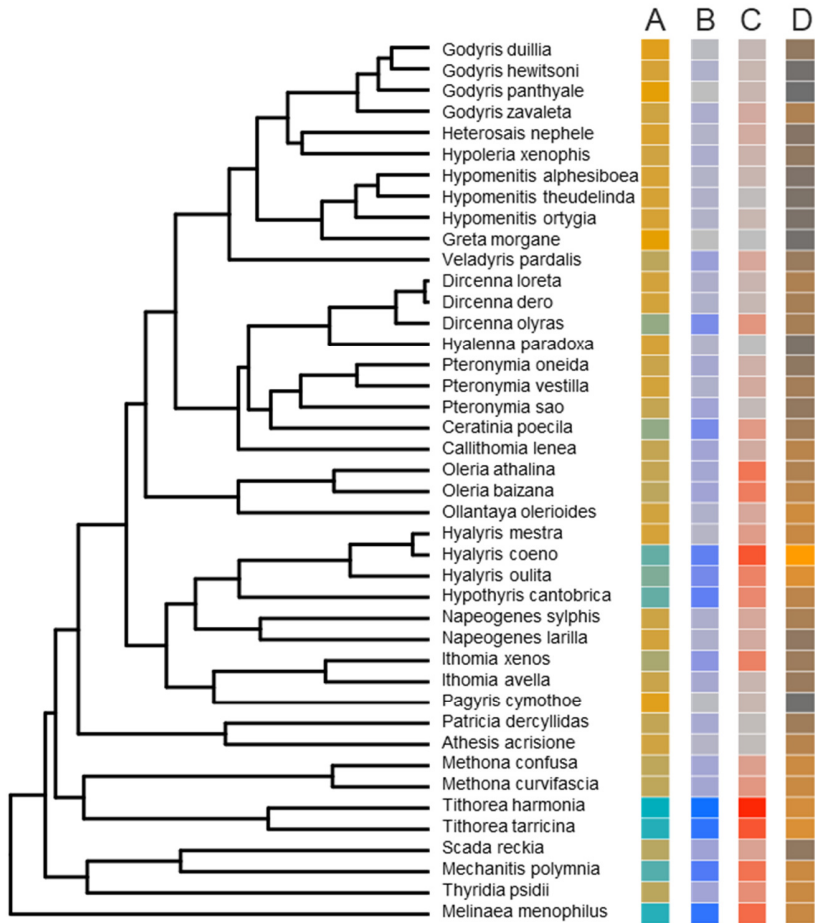 A B C D
Godyris duillia
Godyris hewitsoni
Godyris panthyale
Godyris zavaleta
Heterosais nephele
Hypoleria xenophis
Hypomenitis alphesiboea
Hypomenitis theudelinda
Hypomenitis ortygia
Greta morgane
Veladyris pardalis
Dircenna loreta
Dircenna dero
Dircenna olyras
Hyalenna paradoxa
Pteronymia oneida
Pteronymia vestilla
Pteronymia sao
Ceratinia poecila
Callithomia lenea
Oleria athalina
Oleria baizana
Ollantaya olerioides
Hyalyris mestra
Hyalyris coeno
Hyalyris oulita
Hypothyris cantobrica
Napeogenes sylphis
Napeogenes larilla
Ithomia xenos
Ithomia avella
Pagyris cymothoe
Patricia dercyllidas
Athesis acrisione
Methona confusa
Methona curvifascia
Tithorea harmonia
Tithorea tarricina
Scada reckia
Mechanitis polymnia
Thyridia psidii
Melinaea menophilus